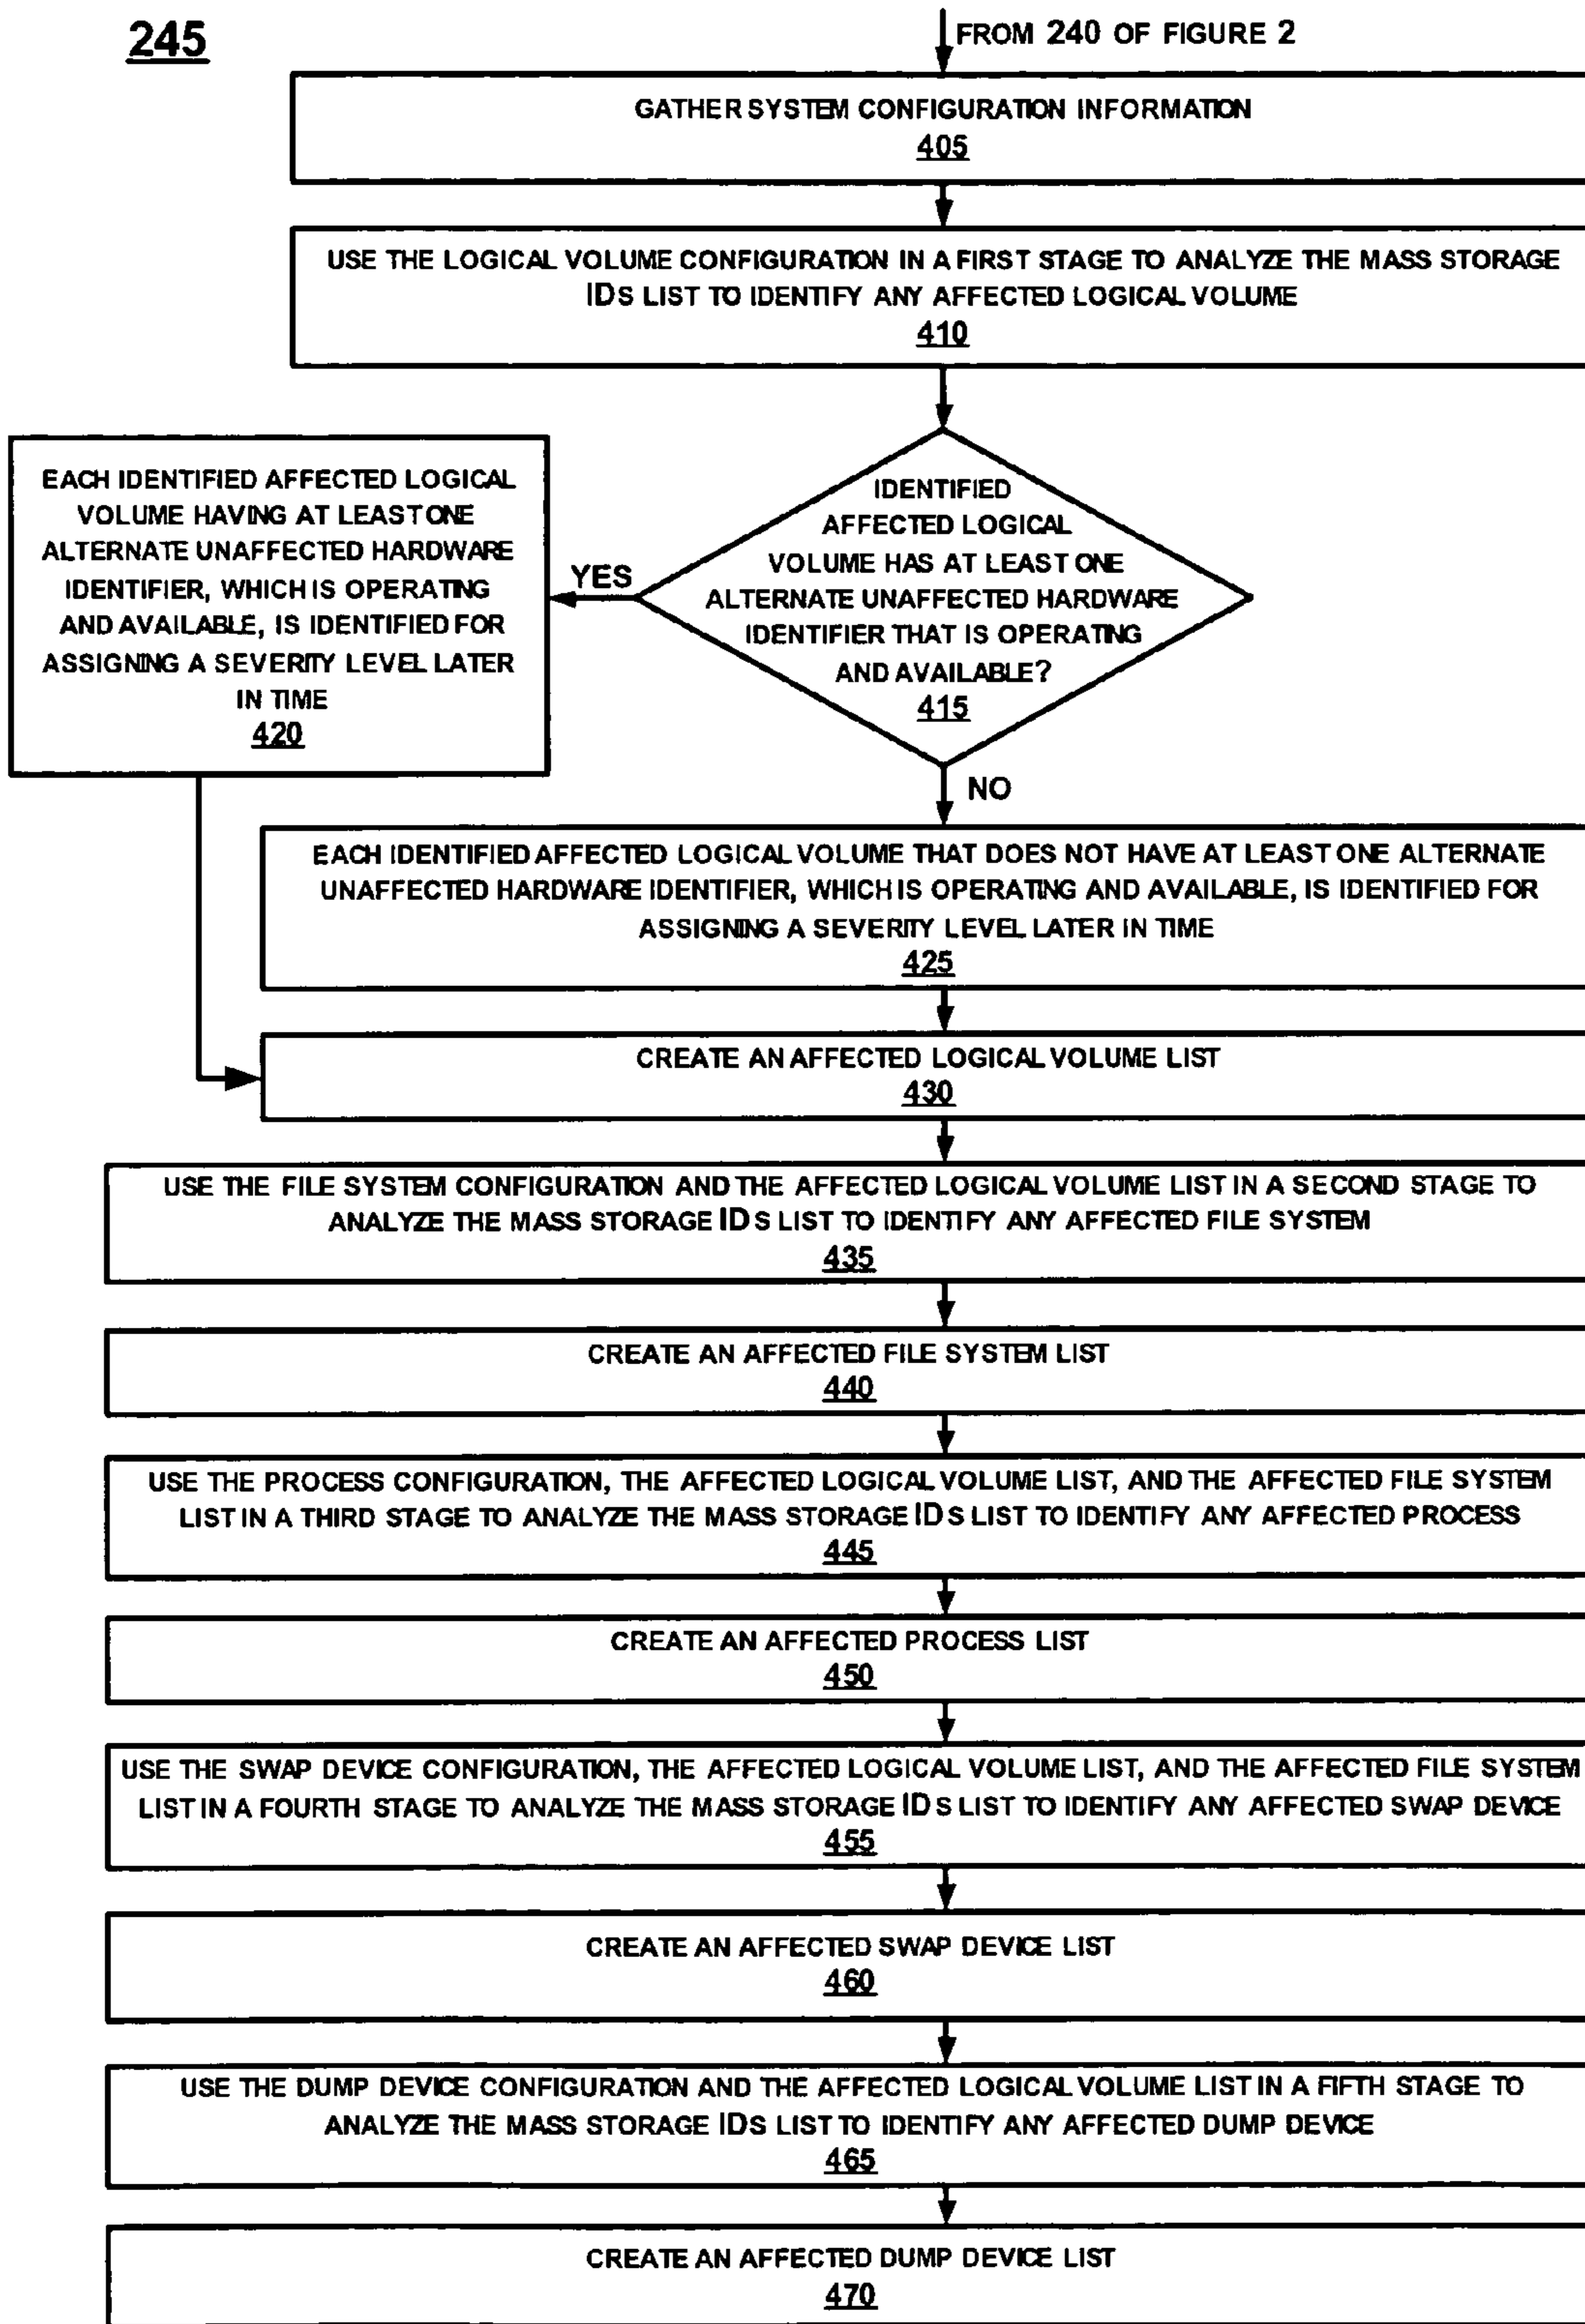 245
FROM 240 OF FIGURE 2
GATHER SYSTEM CONFIGURATION INFORMATION
405
USE THE LOGICAL VOLUME CONFIGURATION IN A FIRST STAGE TO ANALYZE THE MASS STORAGE
IDS LIST TO IDENTIFY ANY AFFECTED LOGICAL VOLUME
410
IDENTIFIED
AFFECTED LOGICAL
VOLUME HAS AT LEAST ONE
ALTERNATE UNAFFECTED HARDWARE
IDENTIFIER THAT IS OPERATING
AND AVAILABLE?
415
YES
EACH IDENTIFIED AFFECTED LOGICAL
VOLUME HAVING AT LEAST ONE
ALTERNATE UNAFFECTED HARDWARE
IDENTIFIER, WHICH IS OPERATING
AND AVAILABLE, IS IDENTIFIED FOR
ASSIGNING A SEVERITY LEVEL LATER
IN TIME
420
NO
EACH IDENTIFIED AFFECTED LOGICAL VOLUME THAT DOES NOT HAVE AT LEAST ONE ALTERNATE
UNAFFECTED HARDWARE IDENTIFIER, WHICH IS OPERATING AND AVAILABLE, IS IDENTIFIED FOR
ASSIGNING A SEVERITY LEVEL LATER IN TIME
425
CREATE AN AFFECTED LOGICAL VOLUME LIST
430
USE THE FILE SYSTEM CONFIGURATION AND THE AFFECTED LOGICAL VOLUME LIST IN A SECOND STAGE TO
ANALYZE THE MASS STORAGE IDS LIST TO IDENTIFY ANY AFFECTED FILE SYSTEM
435
CREATE AN AFFECTED FILE SYSTEM LIST
440
USE THE PROCESS CONFIGURATION, THE AFFECTED LOGICAL VOLUME LIST, AND THE AFFECTED FILE SYSTEM
LIST IN A THIRD STAGE TO ANALYZE THE MASS STORAGE IDS LIST TO IDENTIFY ANY AFFECTED PROCESS
445
CREATE AN AFFECTED PROCESS LIST
450
USE THE SWAP DEVICE CONFIGURATION, THE AFFECTED LOGICAL VOLUME LIST, AND THE AFFECTED FILE SYSTEM
LIST IN A FOURTH STAGE TO ANALYZE THE MASS STORAGE IDS LIST TO IDENTIFY ANY AFFECTED SWAP DEVICE
455
CREATE AN AFFECTED SWAP DEVICE LIST
460
USE THE DUMP DEVICE CONFIGURATION AND THE AFFECTED LOGICAL VOLUME LIST IN A FIFTH STAGE TO
ANALYZE THE MASS STORAGE IDS LIST TO IDENTIFY ANY AFFECTED DUMP DEVICE
465
CREATE AN AFFECTED DUMP DEVICE LIST
470